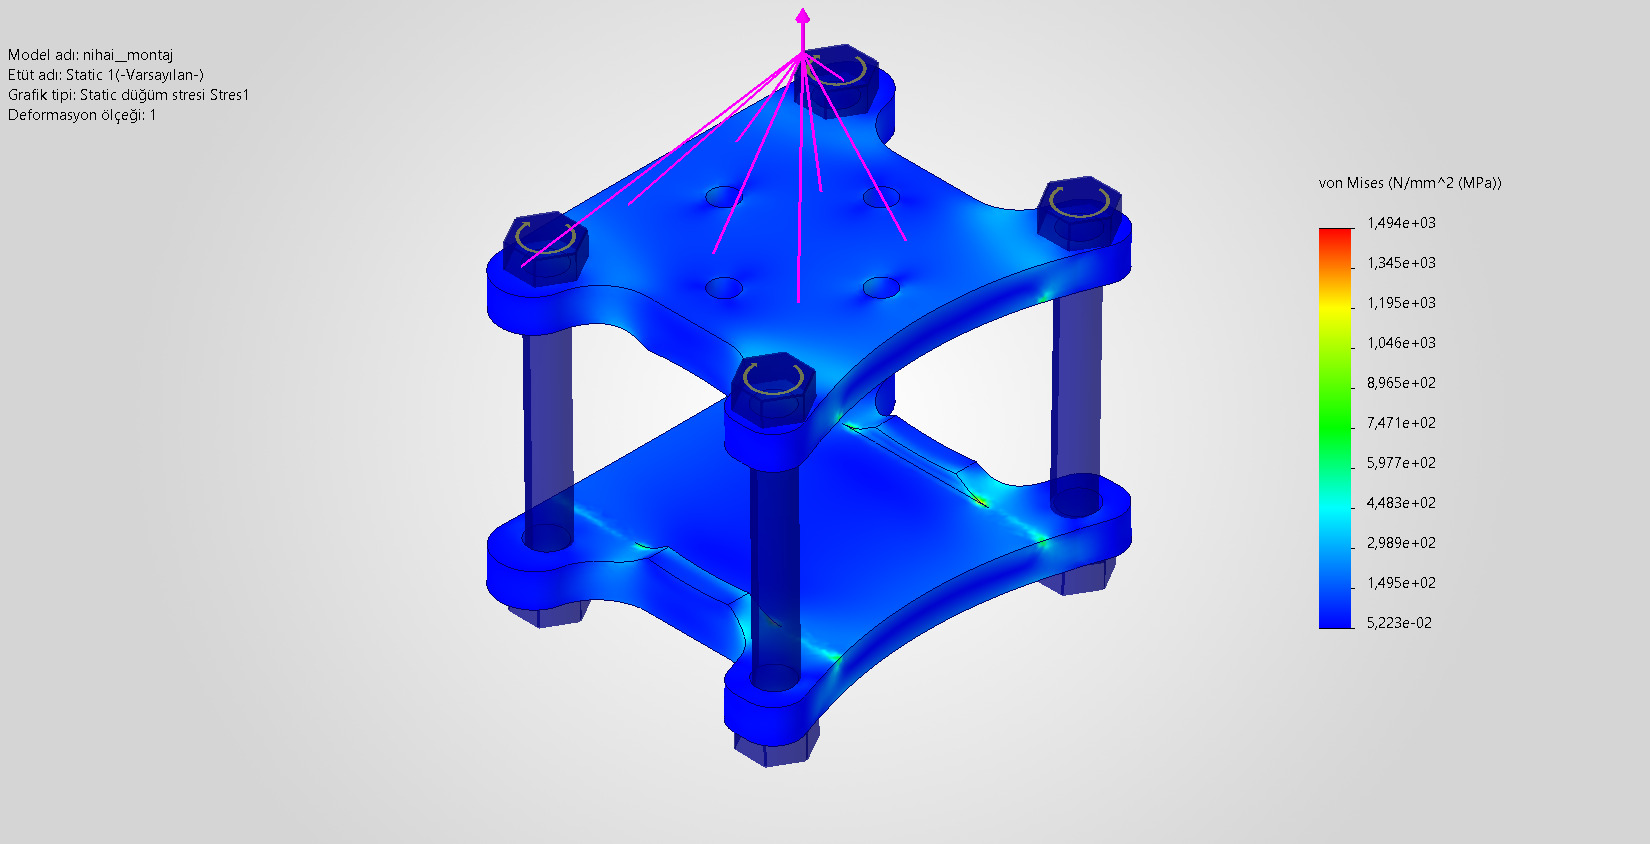 Model adı: nihai__montaj
Etüt adı: Static 1(-Varsayılan-)
Grafik tipi: Static düğüm stresi Stres1
Deformasyon ölçeği: 1
von Mises (N/mm^2 (MPa))
1,494e+03
1,345e+03
1,195e+03
1,046e+03
8,965e+02
7,471e+02
5,977e+02
4,483e+02
2,989e+02
1,495e+02
5,223e-02